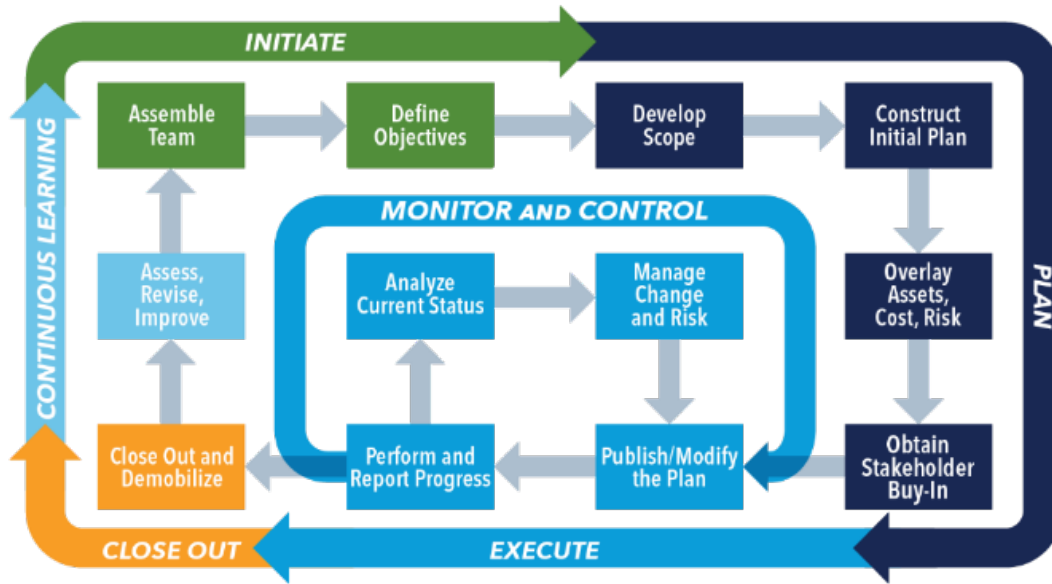 INITIATE
Assemble
Team
Define
Objectives
Develop
Scope
Construct
Initial Plan
CONTINUOUS LEARNING
MONITOR AND CONTROL
PLAN
Assess,
Revise,
Improve
Analyze
Current Status
Manage
Change
and Risk
Overlay
Assets,
Cost, Risk
Close Out and
Demobilize
Perform and
Report Progress
Publish/Modify
the Plan
Obtain
Stakeholder
Buy-In
CLOSE OUT
EXECUTE